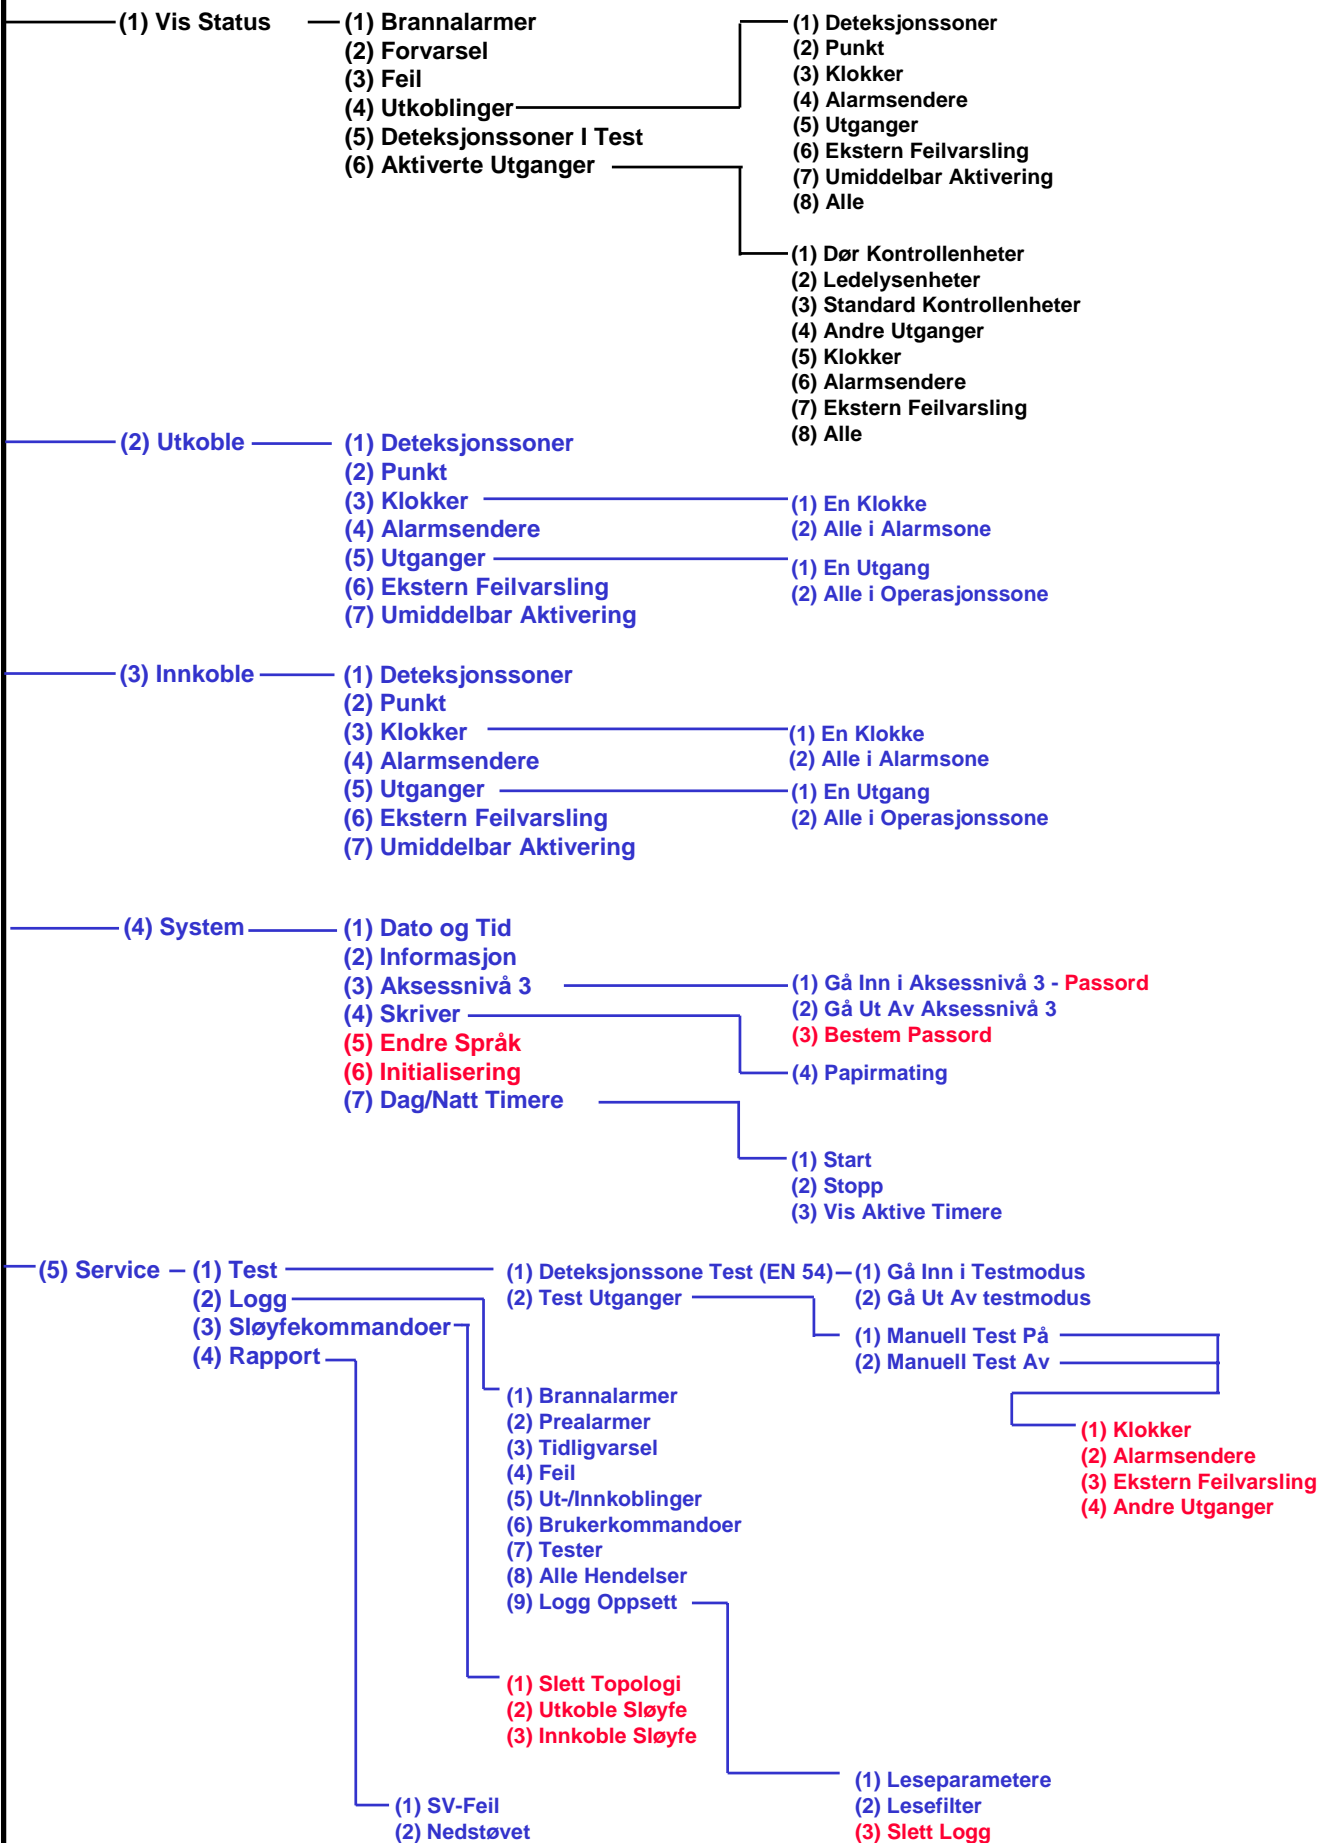 (1) Vis Status
(1) Brannalarmer
(2) Forvarsel
(3) Feil
(4) Utkoblinger
(5) Deteksjonssoner I Test
(6) Aktiverte Utganger
(1) Deteksjonssoner
(2) Punkt
(3) Klokker
(4) Alarmsendere
(5) Utganger
(6) Ekstern Feilvarsling
(7) Umiddelbar Aktivering
(8) Alle
(1) Dør Kontrollenheter
(2) Ledelysenheter
(3) Standard Kontrollenheter
(4) Andre Utganger
(5) Klokker
(6) Alarmsendere
(7) Ekstern Feilvarsling
(8) Alle
(2) Utkoble
(1) Deteksjonssoner
(2) Punkt
(3) Klokker
(4) Alarmsendere
(5) Utganger
(6) Ekstern Feilvarsling
(7) Umiddelbar Aktivering
(1) En Klokke
(2) Alle i Alarmsone
(1) En Utgang
(2) Alle i Operasjonssone
(3) Innkoble
(1) Deteksjonssoner
(2) Punkt
(3) Klokker
(4) Alarmsendere
(5) Utganger
(6) Ekstern Feilvarsling
(7) Umiddelbar Aktivering
(1) En Klokke
(2) Alle i Alarmsone
(1) En Utgang
(2) Alle i Operasjonssone
(4) System
(1) Dato og Tid
(2) Informasjon
(3) Aksessnivå 3
(4) Skriver
(5) Endre Språk
(6) Initialisering
(7) Dag/Natt Timere
(1) Gå Inn i Aksessnivå 3 - Passord
(2) Gå Ut Av Aksessnivå 3
(3) Bestem Passord
(4) Papirmating
(1) Start
(2) Stopp
(3) Vis Aktive Timere
(5) Service
(1) Test
(2) Logg
(3) Sløyfekommandoer
(4) Rapport
(1) Deteksjonssone Test (EN 54)
(2) Test Utganger
(1) Gå Inn i Testmodus
(2) Gå Ut Av testmodus
(1) Manuell Test På
(2) Manuell Test Av
(1) Klokker
(2) Alarmsendere
(3) Ekstern Feilvarsling
(4) Andre Utganger
(1) Brannalarmer
(2) Prealarmer
(3) Tidligvarsel
(4) Feil
(5) Ut-/Innkoblinger
(6) Brukerkommandoer
(7) Tester
(8) Alle Hendelser
(9) Logg Oppsett
(1) Slett Topologi
(2) Utkoble Sløyfe
(3) Innkoble Sløyfe
(1) Leseparametere
(2) Lesefilter
(3) Slett Logg
(1) SV-Feil
(2) Nedstøvet